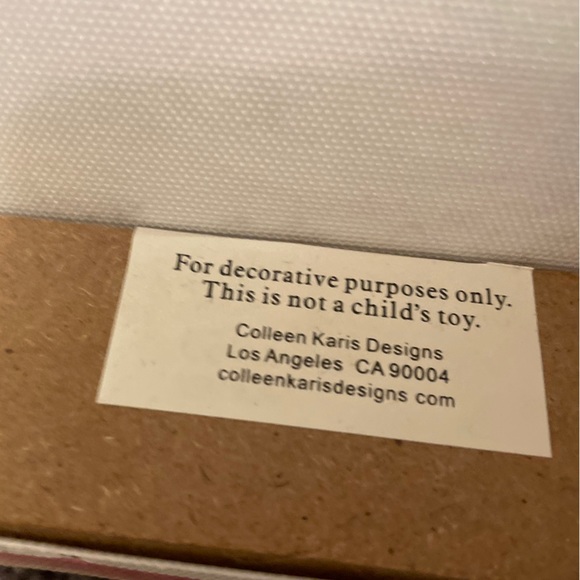 For decorative purposes only.
This is not a child's toy.
Colleen Karis Designs
Los Angeles CA 90004
colleenkarisdesigns com